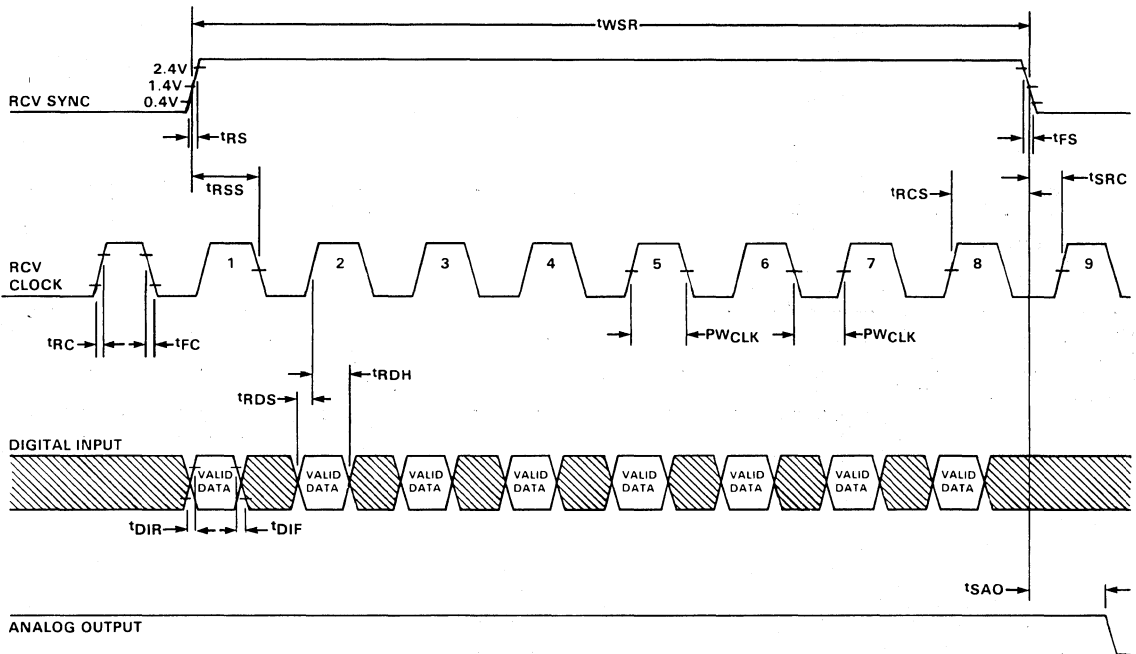 tWSR
2.4V
1.4V
RCV SYNC 0.4V
tRS
tFS
tRSS
tRCS
tSRC
RCV
CLOCK
1 2 3 4 5 6 7 8 9
tRC
tFC
PWCLK
PWCLK
tRDH
tRDS
DIGITAL INPUT
VALID DATA
VALID DATA
VALID DATA
VALID DATA
VALID DATA
VALID DATA
VALID DATA
VALID DATA
tDIR
tDIF
tSAO
ANALOG OUTPUT